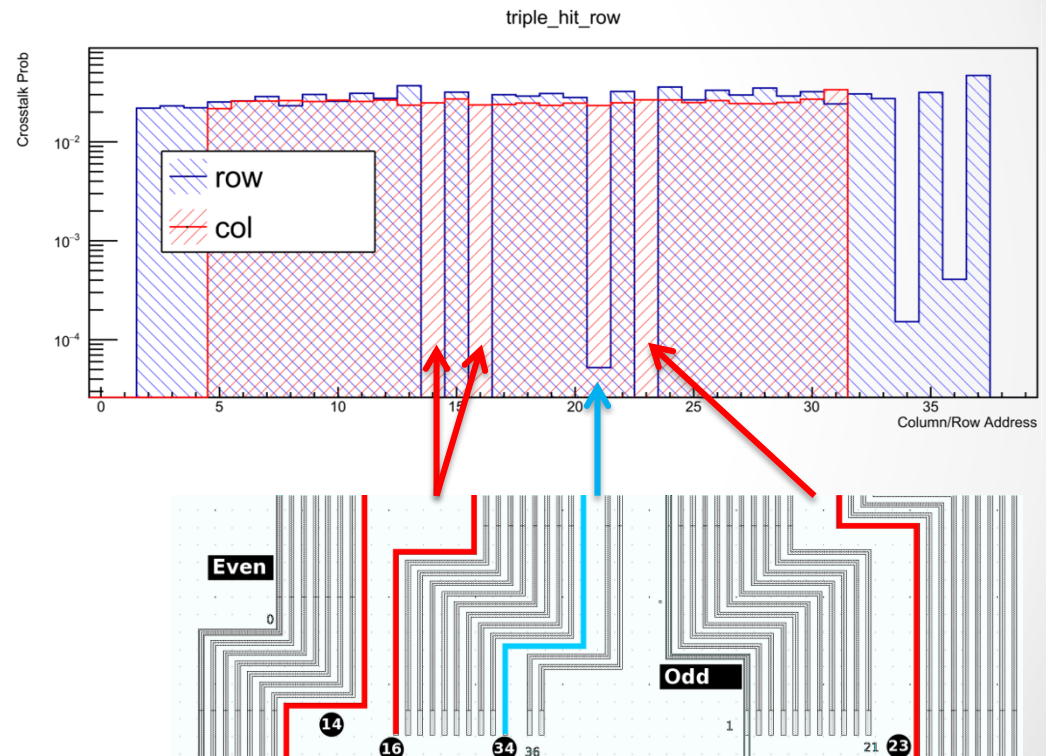 triple_hit_row
Crosstalk Prob
10⁻²
10⁻³
10⁻⁴
row
col
0 5 10 15 20 25 30 35
Column/Row Address
Even
0
14
16
34
36
Odd
1
21
23